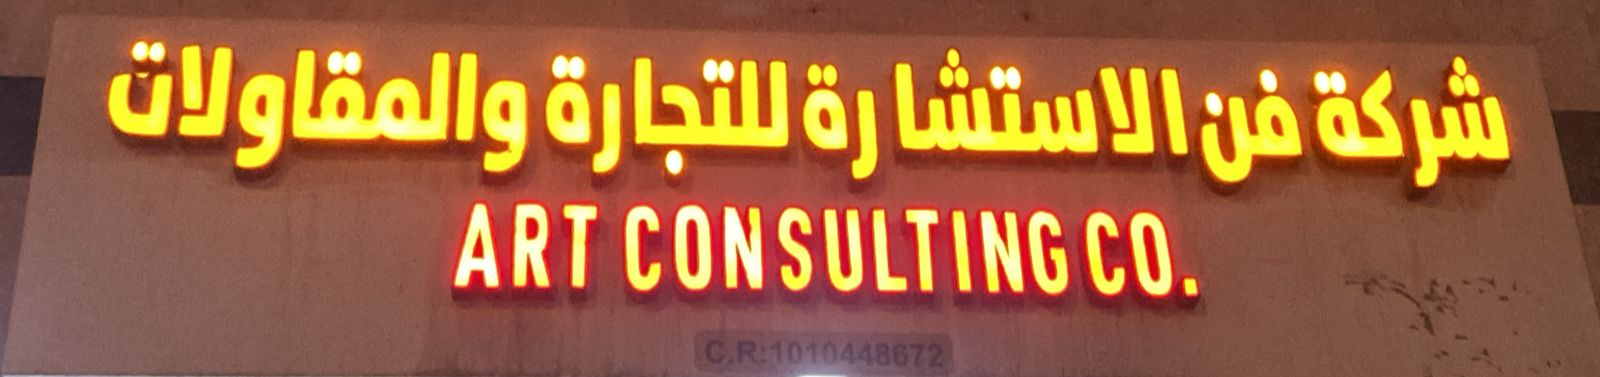 شركة فن الاستشارة للتجارة والمقاولات
ART CONSULTING CO.
C.R:1010448672